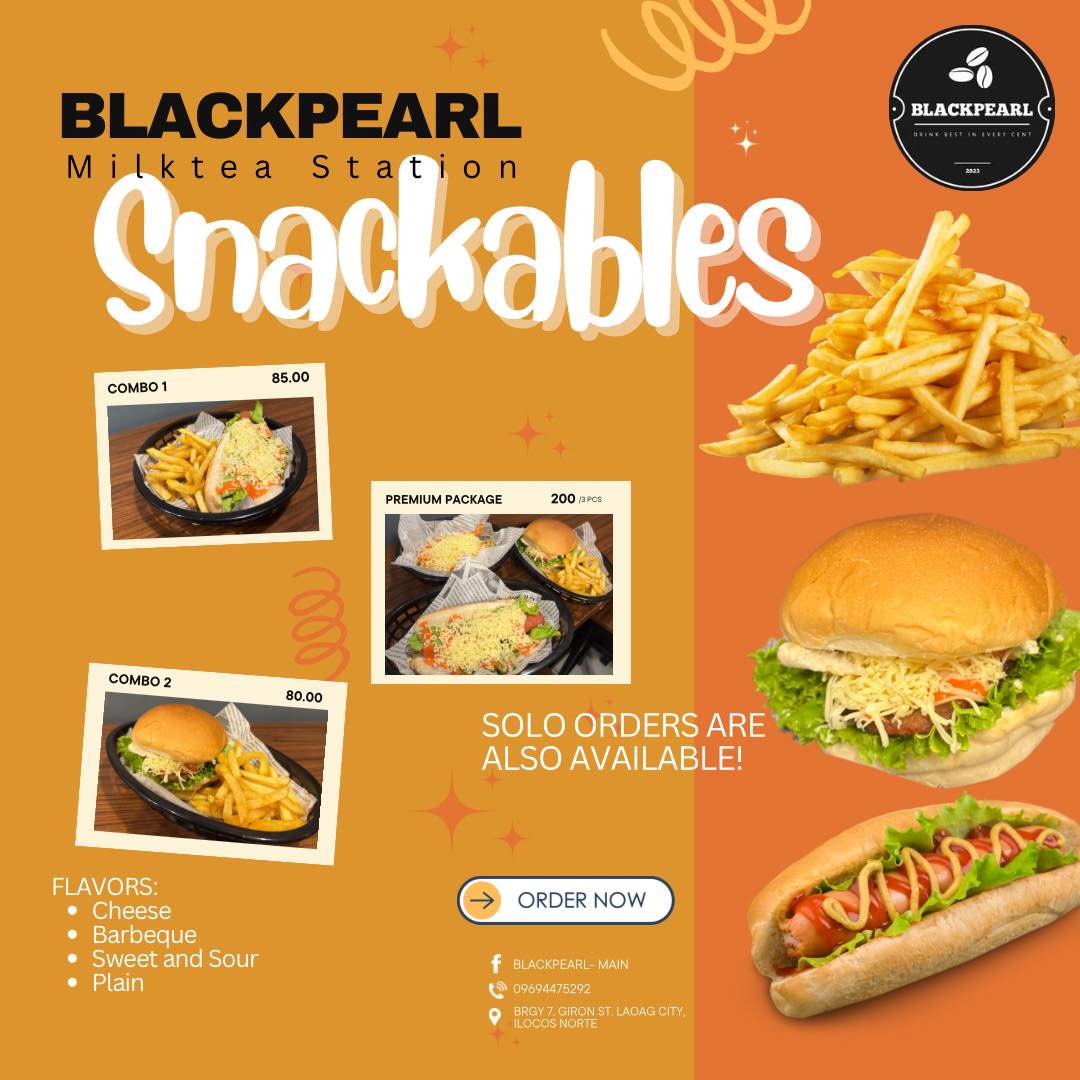 BLACKPEARL
Milktea Station
Snackables
BLACKPEARL
DRINK BEST IN EVERY CENT
2023
COMBO 1
85.00
PREMIUM PACKAGE
200 /3 PCS
COMBO 2
80.00
SOLO ORDERS ARE
ALSO AVAILABLE!
FLAVORS:
• Cheese
• Barbeque
• Sweet and Sour
• Plain
ORDER NOW
BLACKPEARL- MAIN
09694475292
BRGY 7. GIRON ST. LAOAG CITY,
ILOCOS NORTE